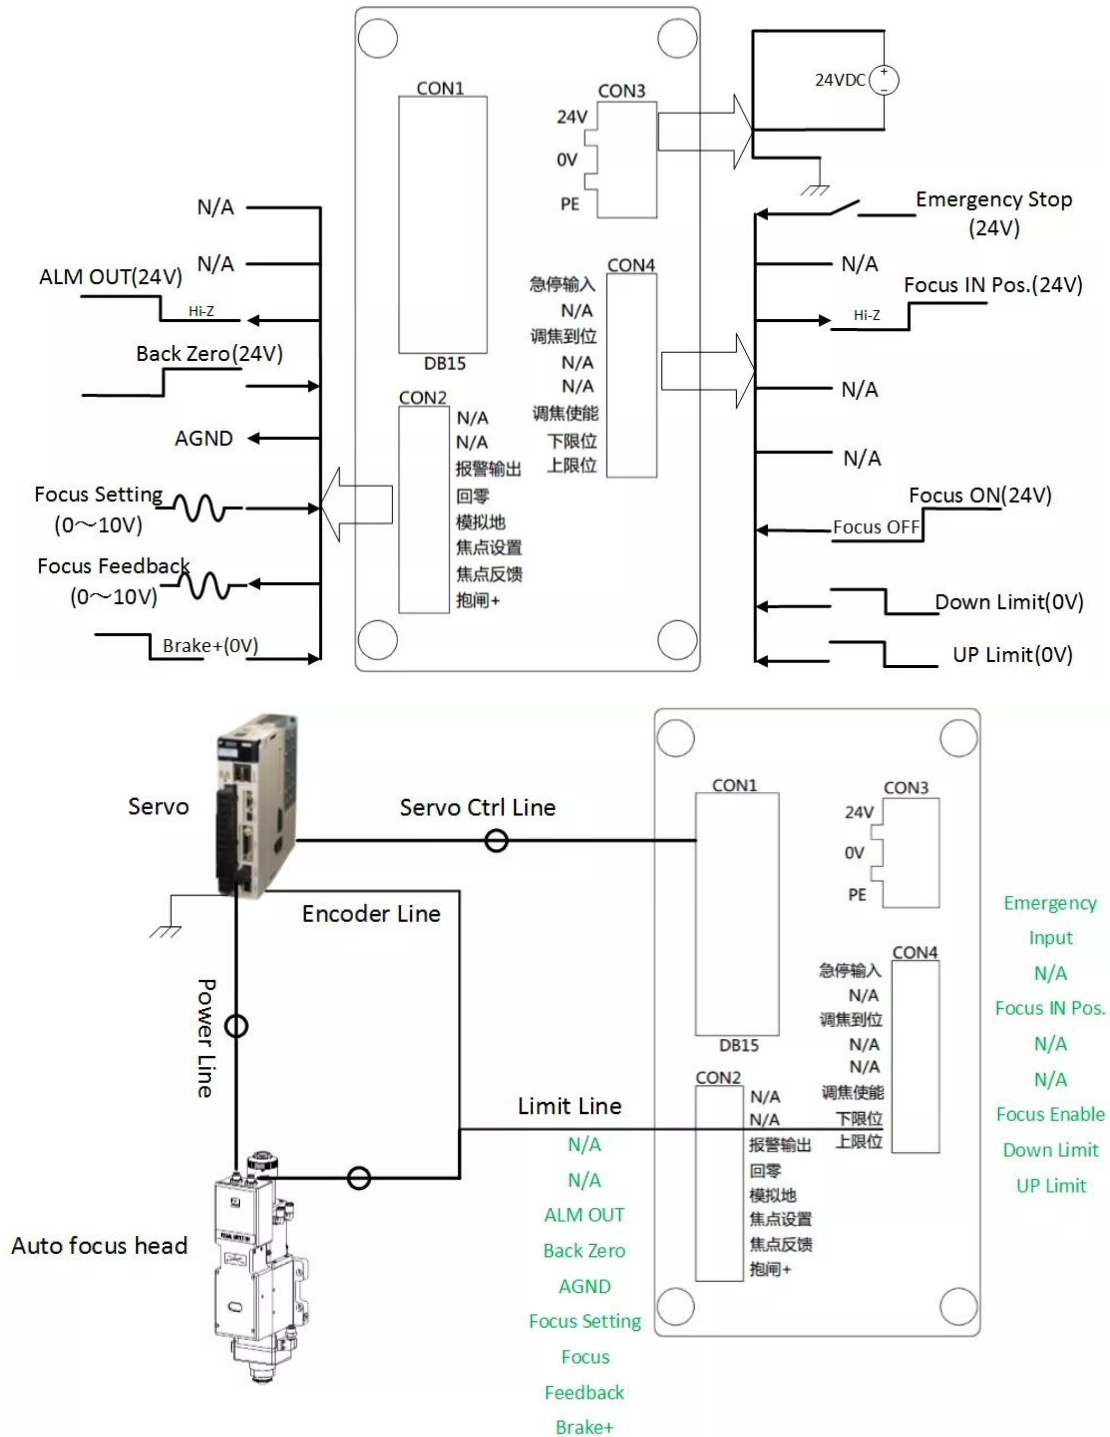 CON1
CON3
24VDC
24V
0V
PE
DB15
CON2
N/A
N/A
报警输出
回零
模拟地
焦点设置
焦点反馈
抱闸+
CON4
急停输入
N/A
调焦到位
N/A
N/A
调焦使能
下限位
上限位
N/A
N/A
ALM OUT(24V)
Hi-Z
Back Zero(24V)
AGND
Focus Setting
(0～10V)
Focus Feedback
(0～10V)
Brake+(0V)
Emergency Stop
(24V)
N/A
Focus IN Pos.(24V)
Hi-Z
N/A
N/A
Focus ON(24V)
Focus OFF
Down Limit(0V)
UP Limit(0V)
Servo
Servo Ctrl Line
Encoder Line
Power Line
Limit Line
Auto focus head
CON1
DB15
CON3
24V
0V
PE
CON4
急停输入
N/A
调焦到位
N/A
N/A
调焦使能
下限位
上限位
CON2
N/A
N/A
报警输出
回零
模拟地
焦点设置
焦点反馈
抱闸+
Emergency
Input
N/A
Focus IN Pos.
N/A
N/A
Focus Enable
Down Limit
UP Limit
N/A
N/A
ALM OUT
Back Zero
AGND
Focus Setting
Focus
Feedback
Brake+